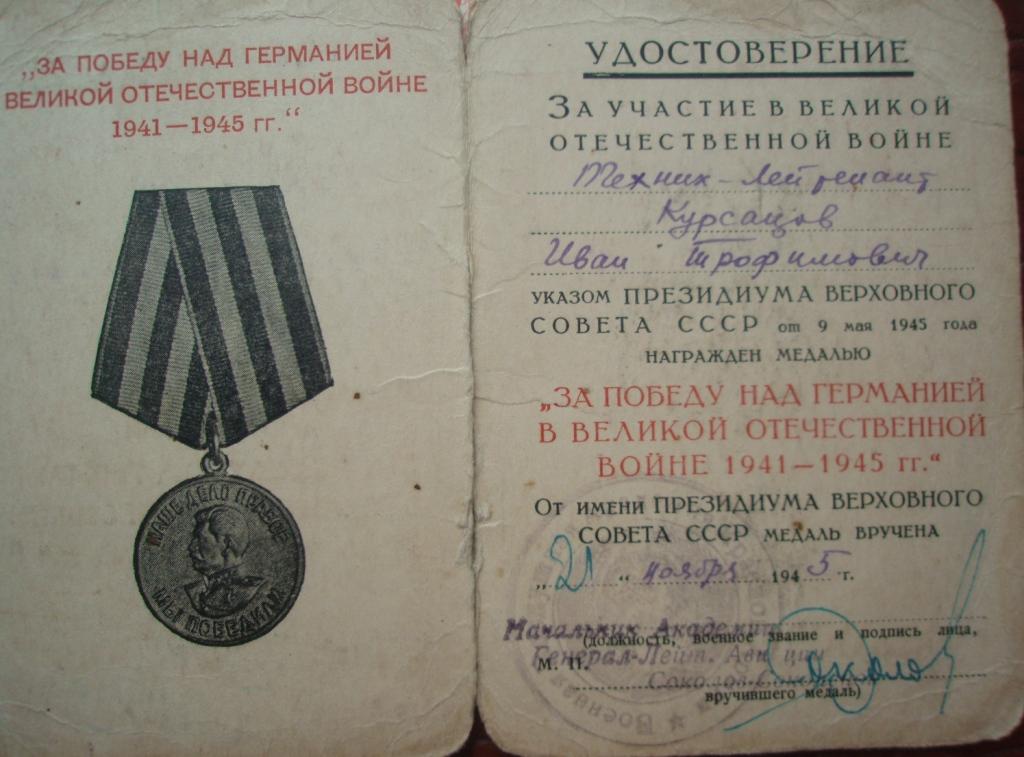 „ЗА ПОБЕДУ НАД ГЕРМАНИЕЙ
ВЕЛИКОЙ ОТЕЧЕСТВЕННОЙ ВОЙНЕ
1941—1945 гг.“
НАШЕ ДЕЛО ПРАВОЕ
МЫ ПОБЕДИЛИ
УДОСТОВЕРЕНИЕ
ЗА УЧАСТИЕ В ВЕЛИКОЙ
ОТЕЧЕСТВЕННОЙ ВОЙНЕ
Техник-Лейтенант
Курсацов
Иван Трофимович
УКАЗОМ ПРЕЗИДИУМА ВЕРХОВНОГО
СОВЕТА СССР от 9 мая 1945 года
НАГРАЖДЕН МЕДАЛЬЮ
„ЗА ПОБЕДУ НАД ГЕРМАНИЕЙ
В ВЕЛИКОЙ ОТЕЧЕСТВЕННОЙ
ВОЙНЕ 1941—1945 гг.“
От имени ПРЕЗИДИУМА ВЕРХОВНОГО
СОВЕТА СССР МЕДАЛЬ ВРУЧЕНА
„21“ ноября 1945 г.
Начальник Академии
(должность, военное звание и подпись лица,
Генерал-Лейт. Авиации
М. П.
вручившего медаль)